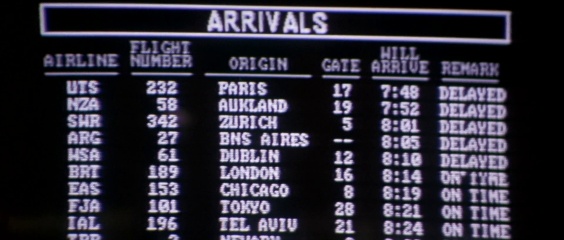 ARRIVALS
AIRLINE FLIGHT NUMBER ORIGIN GATE WILL ARRIVE REMARK
UTS 232 PARIS 17 7:48 DELAYED
NZA 58 AUKLAND 19 7:52 DELAYED
SWR 342 ZURICH 5 8:01 DELAYED
ARG 27 BNS AIRES -- 8:05 DELAYED
WSA 61 DUBLIN 12 8:10 DELAYED
BRT 189 LONDON 16 8:14 ON TIME
EAS 153 CHICAGO 8 8:19 ON TIME
FJA 101 TOKYO 28 8:21 ON TIME
IAL 196 TEL AVIV 21 8:24 ON TIME